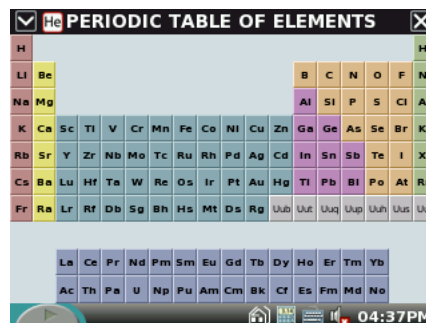 He PERIODIC TABLE OF ELEMENTS
H H
Li Be B C N O F N
Na Mg Al Si P S Cl A
K Ca Sc Ti V Cr Mn Fe Co Ni Cu Zn Ga Ge As Se Br K
Rb Sr Y Zr Nb Mo Tc Ru Rh Pd Ag Cd In Sn Sb Te I X
Cs Ba Lu Hf Ta W Re Os Ir Pt Au Hg Tl Pb Bi Po At R
Fr Ra Lr Rf Db Sg Bh Hs Mt Ds Rg Uub Uut Uuq Uup Uuh Uus Uu
La Ce Pr Nd Pm Sm Eu Gd Tb Dy Ho Er Tm Yb
Ac Th Pa U Np Pu Am Cm Bk Cf Es Fm Md No
04:37PM